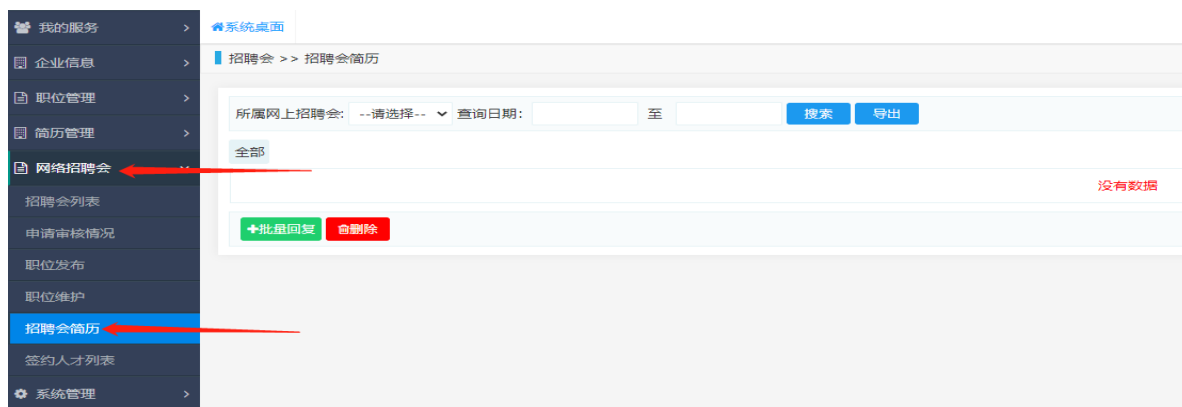 我的服务
企业信息
职位管理
简历管理
网络招聘会
招聘会列表
申请审核情况
职位发布
职位维护
招聘会简历
签约人才列表
系统管理
系统桌面
招聘会 >> 招聘会简历
所属网上招聘会: --请选择-- 查询日期: 至 搜索 导出
全部
没有数据
+批量回复 删除